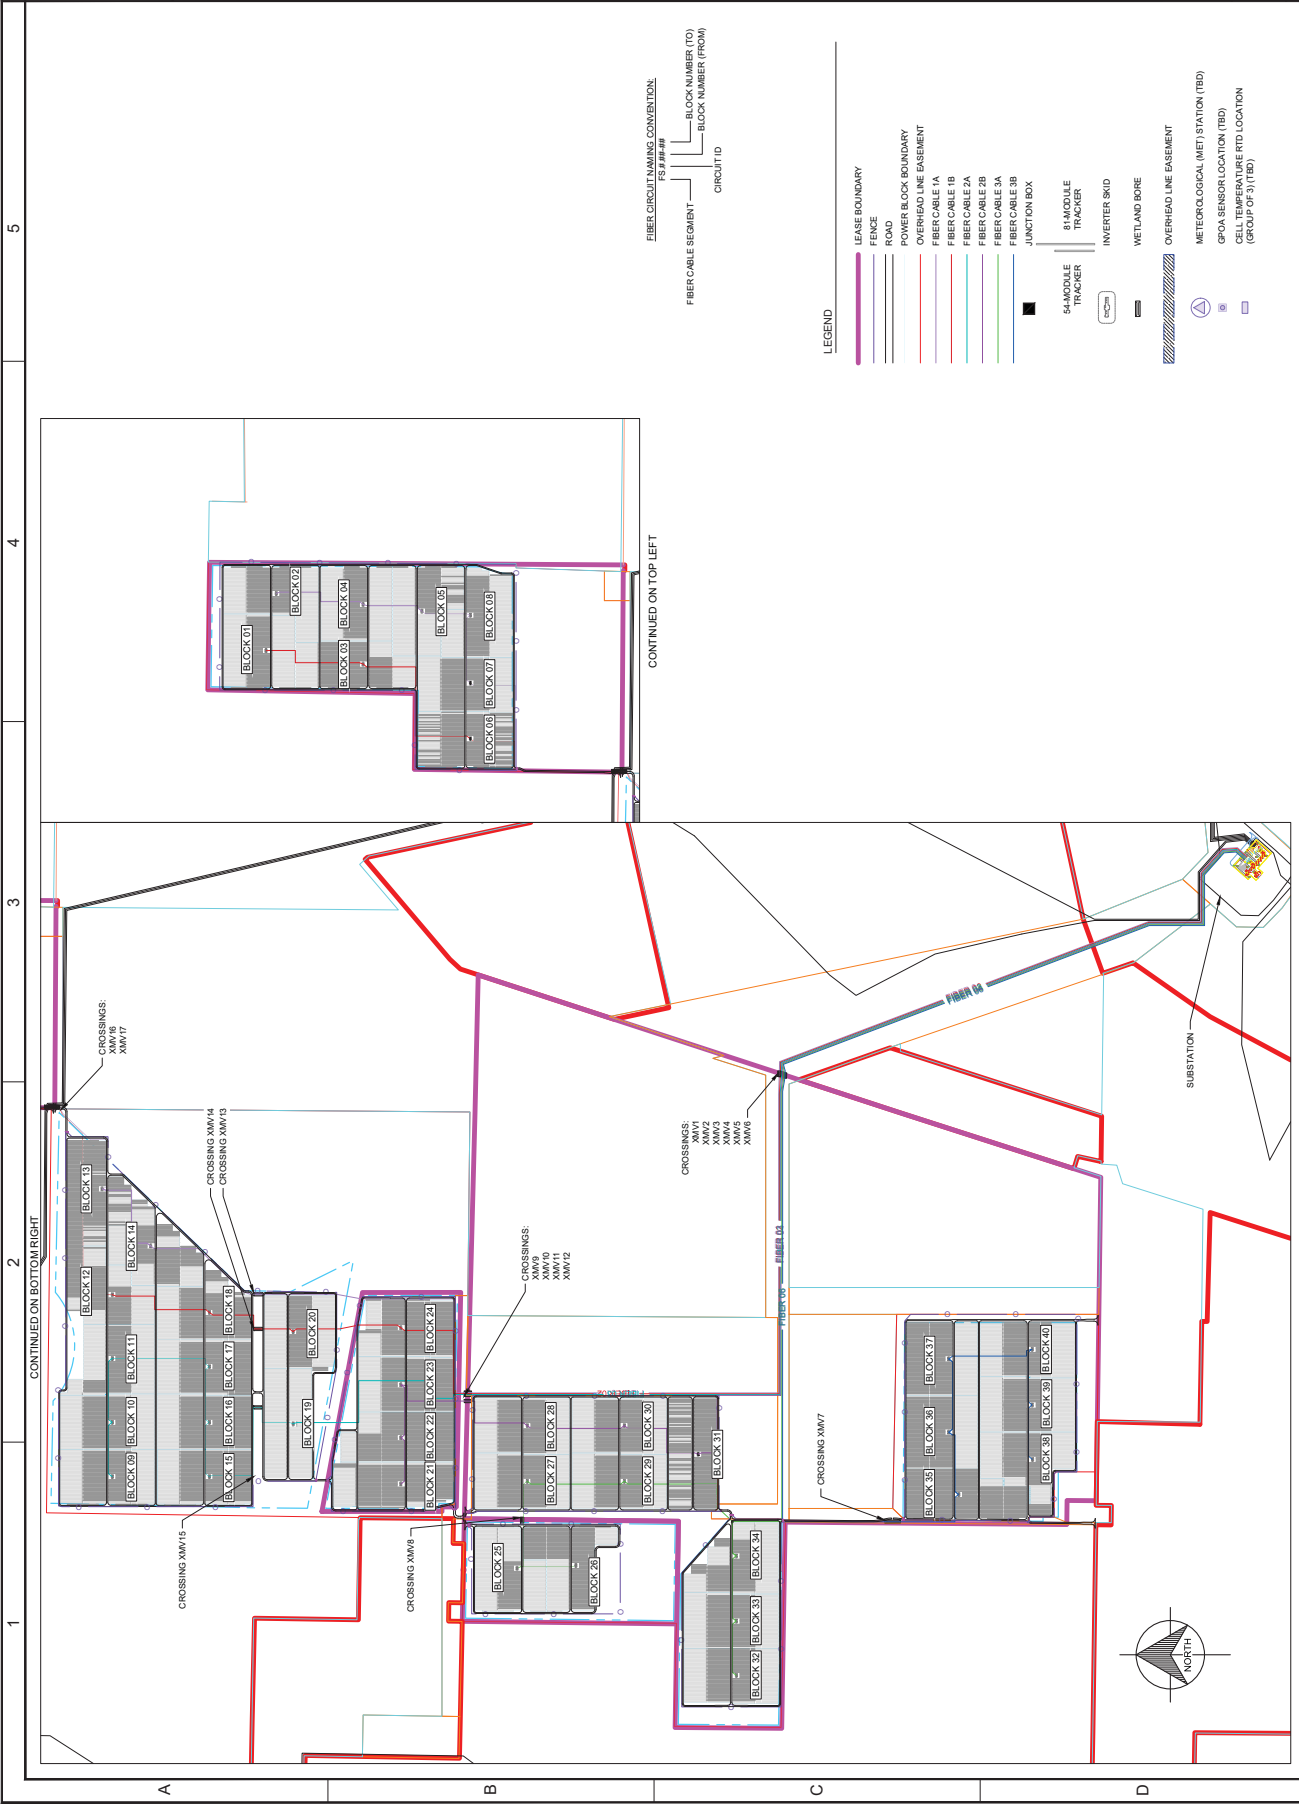 1
2
3
4
5
A
B
C
D
CONTINUED ON BOTTOM RIGHT
CROSSINGS:
XMV16
XMV17
CROSSING XMV14
CROSSING XMV13
BLOCK 13
BLOCK 12
BLOCK 14
BLOCK 11
BLOCK 10
BLOCK 09
BLOCK 18
BLOCK 17
BLOCK 16
BLOCK 15
BLOCK 20
BLOCK 19
CROSSING XMV15
BLOCK 24
BLOCK 23
BLOCK 22
BLOCK 21
CROSSING XMV8
CROSSINGS:
XMV9
XMV10
XMV11
XMV12
BLOCK 25
BLOCK 26
BLOCK 28
BLOCK 27
BLOCK 30
BLOCK 29
BLOCK 31
BLOCK 34
BLOCK 33
BLOCK 32
CROSSINGS:
XMV1
XMV2
XMV3
XMV4
XMV5
XMV6
CROSSING XMV7
BLOCK 37
BLOCK 36
BLOCK 35
BLOCK 40
BLOCK 39
BLOCK 38
SUBSTATION
NORTH
BLOCK 01
BLOCK 02
BLOCK 03
BLOCK 04
BLOCK 05
BLOCK 06
BLOCK 07
BLOCK 08
CONTINUED ON TOP LEFT
FIBER CIRCUIT NAMING CONVENTION:
FS.#.##-##
FIBER CABLE SEGMENT
BLOCK NUMBER (TO)
BLOCK NUMBER (FROM)
CIRCUIT ID
LEGEND
LEASE BOUNDARY
FENCE
ROAD
POWER BLOCK BOUNDARY
OVERHEAD LINE EASEMENT
FIBER CABLE 1A
FIBER CABLE 1B
FIBER CABLE 2A
FIBER CABLE 2B
FIBER CABLE 3A
FIBER CABLE 3B
JUNCTION BOX
54-MODULE
TRACKER
81-MODULE
TRACKER
INVERTER SKID
WETLAND BORE
OVERHEAD LINE EASEMENT
METEOROLOGICAL (MET) STATION (TBD)
GPOA SENSOR LOCATION (TBD)
CELL TEMPERATURE RTD LOCATION
(GROUP OF 3) (TBD)